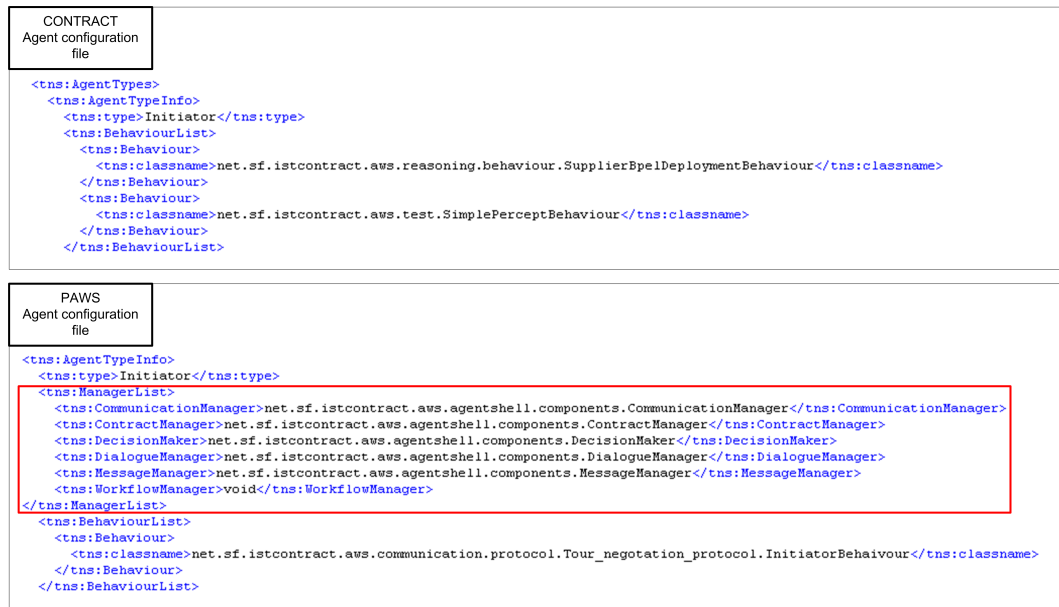 CONTRACT
Agent configuration
file
<tns:AgentTypes>
<tns:AgentTypeInfo>
<tns:type>Initiator</tns:type>
<tns:BehaviourList>
<tns:Behaviour>
<tns:classname>net.sf.istcontract.aws.reasoning.behaviour.SupplierBpelDeploymentBehaviour</tns:classname>
</tns:Behaviour>
<tns:Behaviour>
<tns:classname>net.sf.istcontract.aws.test.SimplePerceptBehaviour</tns:classname>
</tns:Behaviour>
</tns:BehaviourList>
PAWS
Agent configuration
file
<tns:AgentTypeInfo>
<tns:type>Initiator</tns:type>
<tns:ManagerList>
<tns:CommunicationManager>net.sf.istcontract.aws.agentshell.components.CommunicationManager</tns:CommunicationManager>
<tns:ContractManager>net.sf.istcontract.aws.agentshell.components.ContractManager</tns:ContractManager>
<tns:DecisionMaker>net.sf.istcontract.aws.agentshell.components.DecisionMaker</tns:DecisionMaker>
<tns:DialogueManager>net.sf.istcontract.aws.agentshell.components.DialogueManager</tns:DialogueManager>
<tns:MessageManager>net.sf.istcontract.aws.agentshell.components.MessageManager</tns:MessageManager>
<tns:WorkflowManager>void</tns:WorkflowManager>
</tns:ManagerList>
<tns:BehaviourList>
<tns:Behaviour>
<tns:classname>net.sf.istcontract.aws.communication.protocol.Tour_negotation_protocol.InitiatorBehaivour</tns:classname>
</tns:Behaviour>
</tns:BehaviourList>